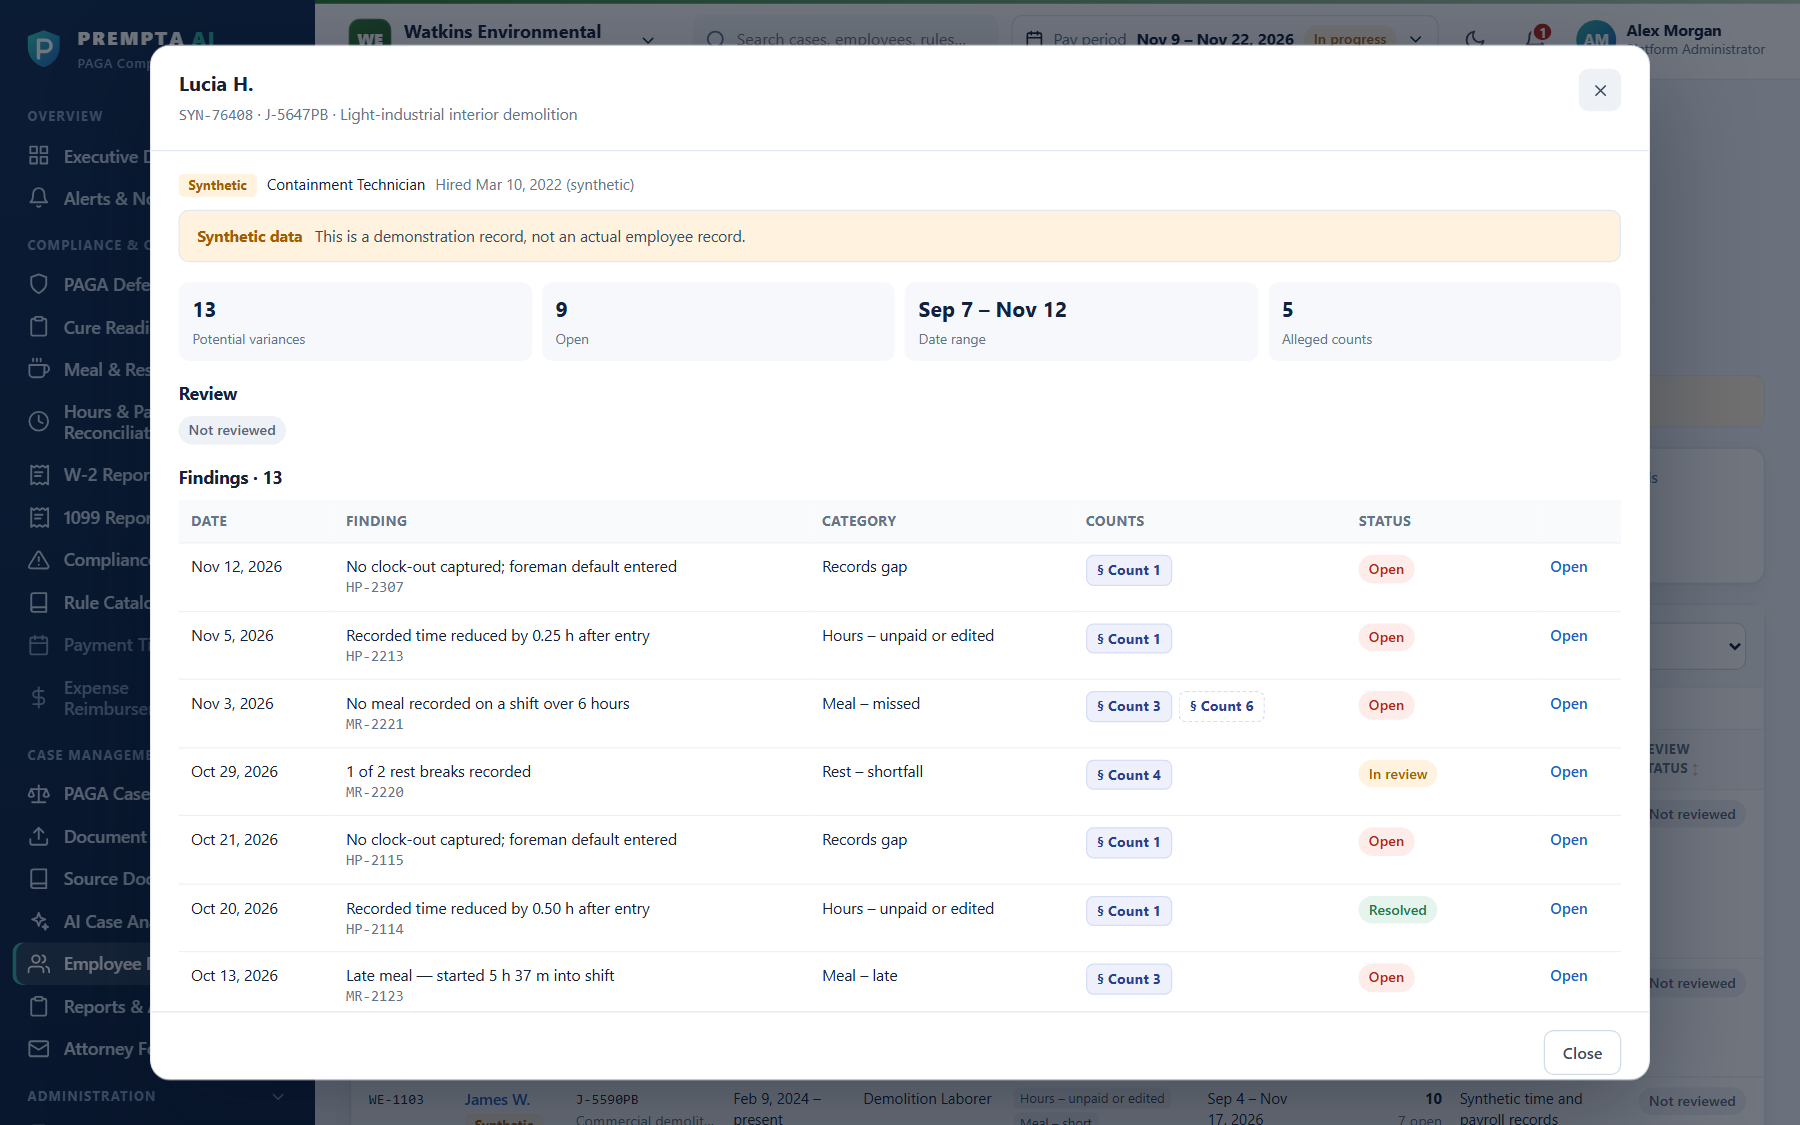 PREMPTA AI
PAGA Comp
WE
Watkins Environmental
Search cases, employees, rules...
Pay period Nov 9 – Nov 22, 2026 In progress
1
AM
Alex Morgan
tform Administrator
OVERVIEW
Executive D
Alerts & No
COMPLIANCE & O
PAGA Defe
Cure Readi
Meal & Res
Hours & Pa
Reconciliat
W-2 Repor
1099 Repor
Compliance
Rule Catalo
Payment Ti
Expense
Reimburse
CASE MANAGEME
PAGA Case
Document
Source Doc
AI Case An
Employee
Reports & A
Attorney Fe
ADMINISTRATION
Lucia H.
SYN-76408 · J-5647PB · Light-industrial interior demolition
Synthetic Containment Technician Hired Mar 10, 2022 (synthetic)
Synthetic data This is a demonstration record, not an actual employee record.
13
Potential variances
9
Open
Sep 7 – Nov 12
Date range
5
Alleged counts
Review
Not reviewed
Findings · 13
DATE FINDING CATEGORY COUNTS STATUS
Nov 12, 2026 No clock-out captured; foreman default entered Records gap § Count 1 Open Open
HP-2307
Nov 5, 2026 Recorded time reduced by 0.25 h after entry Hours – unpaid or edited § Count 1 Open Open
HP-2213
Nov 3, 2026 No meal recorded on a shift over 6 hours Meal – missed § Count 3 § Count 6 Open Open
MR-2221
Oct 29, 2026 1 of 2 rest breaks recorded Rest – shortfall § Count 4 In review Open
MR-2220
Oct 21, 2026 No clock-out captured; foreman default entered Records gap § Count 1 Open Open
HP-2115
Oct 20, 2026 Recorded time reduced by 0.50 h after entry Hours – unpaid or edited § Count 1 Resolved Open
HP-2114
Oct 13, 2026 Late meal — started 5 h 37 m into shift Meal – late § Count 3 Open Open
MR-2123
Close
s
EVIEW
TATUS
Not reviewed
Not reviewed
WE-1103 James W. J-5590PB Feb 9, 2024 – Demolition Laborer Hours – unpaid or edited Sep 4 – Nov 10 Synthetic time and Not reviewed
Synthetic Commercial demolit... present Meal – short 17, 2026 7 open payroll records